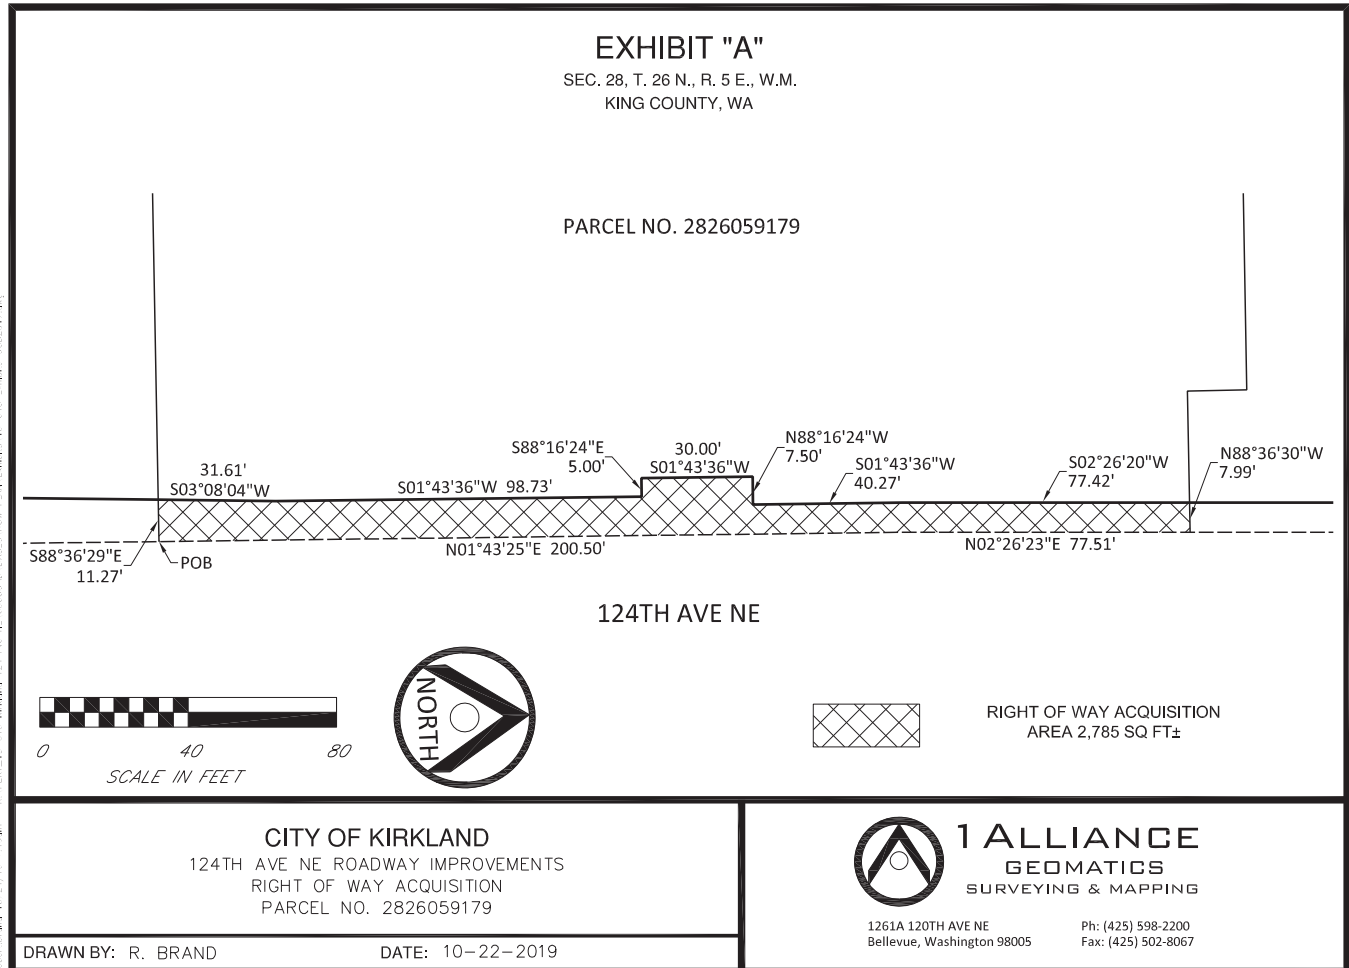 EXHIBIT "A"
SEC. 28, T. 26 N., R. 5 E., W.M.
KING COUNTY, WA
PARCEL NO. 2826059179
31.61'
S03°08'04"W
S01°43'36"W 98.73'
S88°16'24"E
5.00'
30.00'
S01°43'36"W
N88°16'24"W
7.50'
S01°43'36"W
40.27'
S02°26'20"W
77.42'
N88°36'30"W
7.99'
S88°36'29"E
11.27'
POB
N01°43'25"E 200.50'
N02°26'23"E 77.51'
124TH AVE NE
0 40 80
SCALE IN FEET
NORTH
RIGHT OF WAY ACQUISITION
AREA 2,785 SQ FT±
CITY OF KIRKLAND
124TH AVE NE ROADWAY IMPROVEMENTS
RIGHT OF WAY ACQUISITION
PARCEL NO. 2826059179
DRAWN BY: R. BRAND DATE: 10-22-2019
1 ALLIANCE
GEOMATICS
SURVEYING & MAPPING
1261A 120TH AVE NE
Bellevue, Washington 98005
Ph: (425) 598-2200
Fax: (425) 502-8067